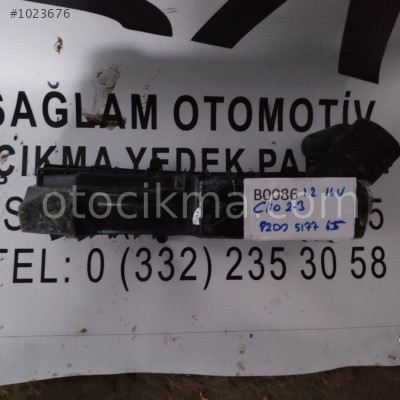 #1023676
SAĞLAM OTOMOTİV
ÇIKMA YEDEK PAR
otocikma.com
B0036 1.2 16V
Clio 2-3
8200 5177 65
TEL: 0 (332) 235 30 58